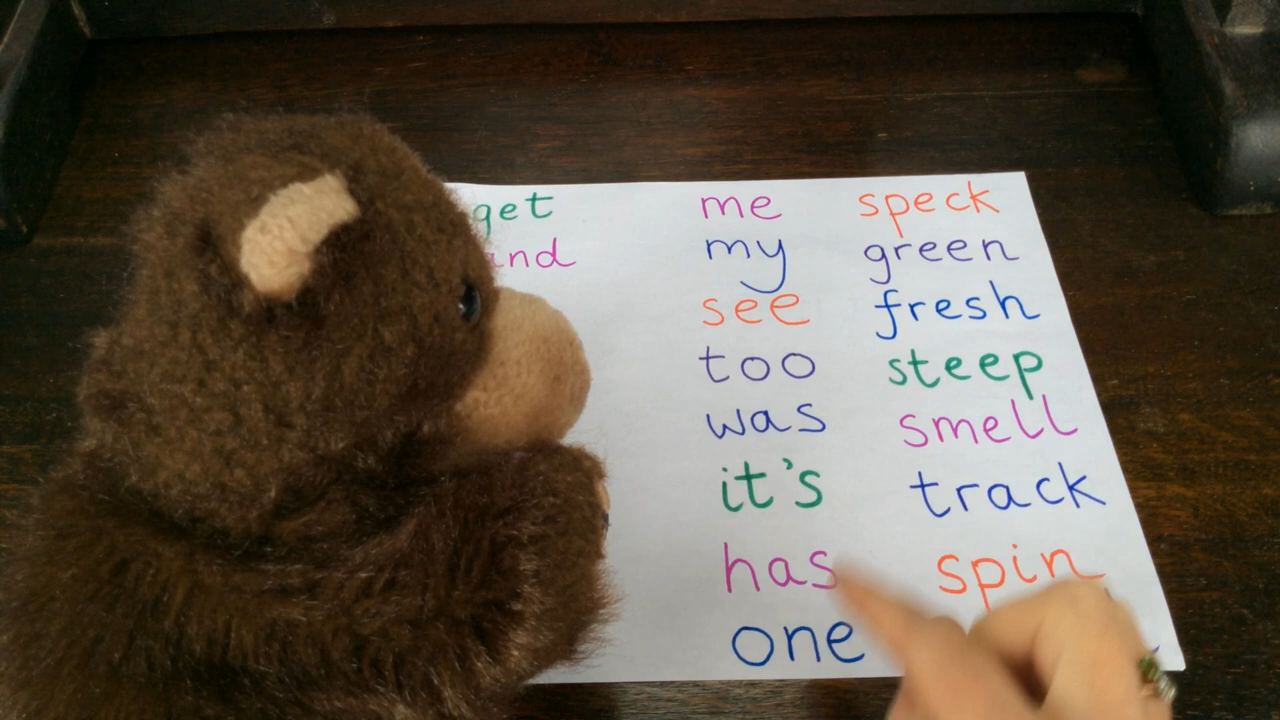 get me speck
and my green
see fresh
too steep
was smell
it's track
has spin
one